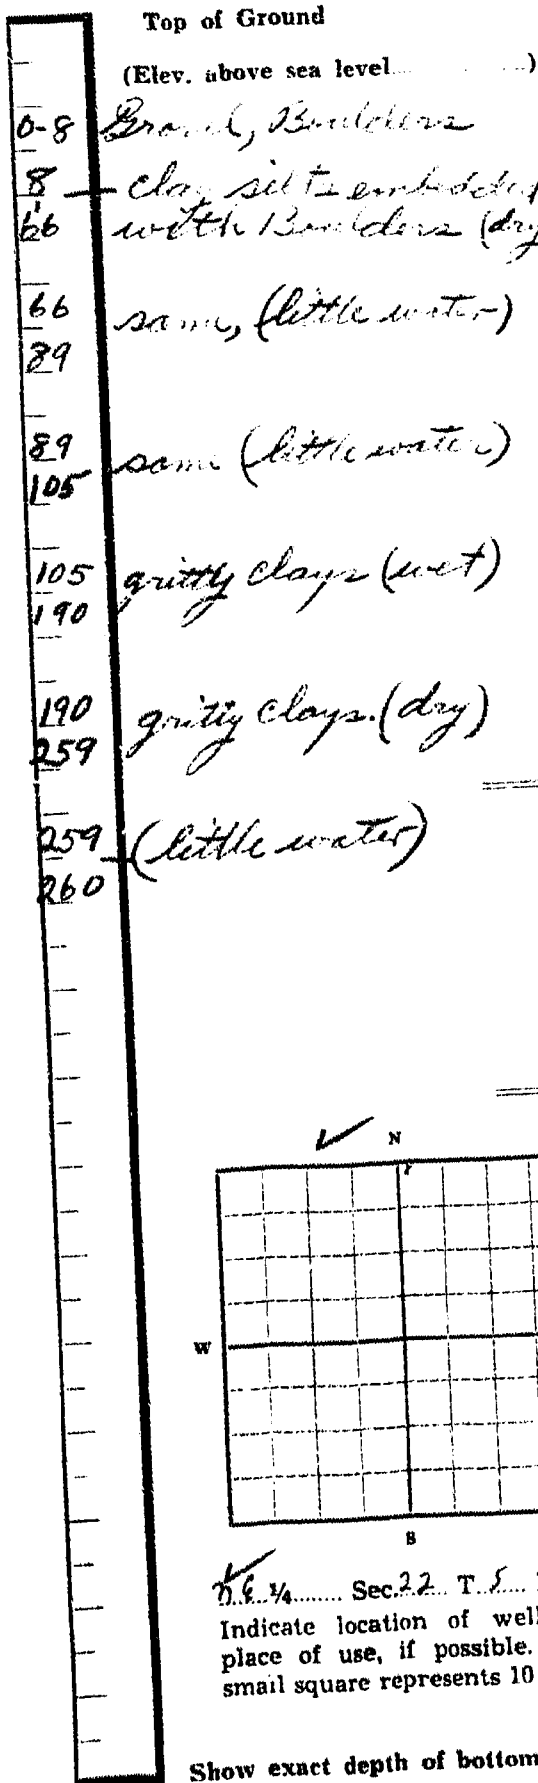 Top of Ground
(Elev. above sea level..............)
0-8 Gravel, Boulders
8 - clay silts embedded
66 with Boulders (dry
66 same, (little water)
89
89 same (little water)
105
105 gritty clays (wet)
190
190 gritty clays. (dry)
259
259 - (little water)
260
N
W
S
NE 1/4 Sec. 22 T. 5
Indicate location of well
place of use, if possible.
small square represents 10
Show exact depth of bottom